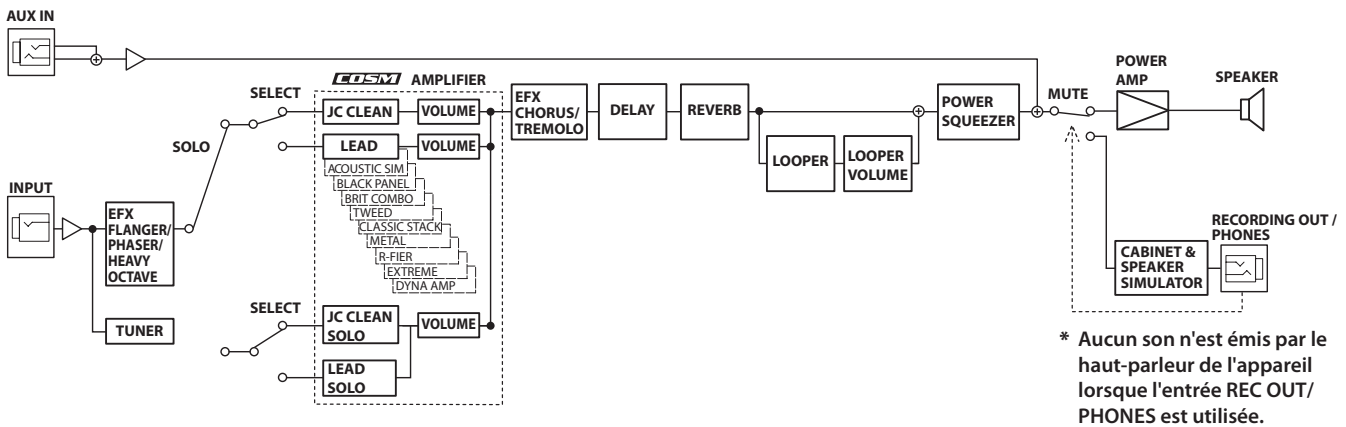 AUX IN
COSM AMPLIFIER
SELECT
JC CLEAN
VOLUME
LEAD
VOLUME
ACOUSTIC SIM
BLACK PANEL
BRIT COMBO
TWEED
CLASSIC STACK
METAL
R-FIER
EXTREME
DYNA AMP
SOLO
INPUT
EFX
FLANGER/
PHASER/
HEAVY
OCTAVE
TUNER
SELECT
JC CLEAN
SOLO
VOLUME
LEAD
SOLO
EFX
CHORUS/
TREMOLO
DELAY
REVERB
LOOPER
LOOPER
VOLUME
POWER
SQUEEZER
MUTE
POWER
AMP
SPEAKER
CABINET &
SPEAKER
SIMULATOR
RECORDING OUT /
PHONES
* Aucun son n'est émis par le
haut-parleur de l'appareil
lorsque l'entrée REC OUT/
PHONES est utilisée.